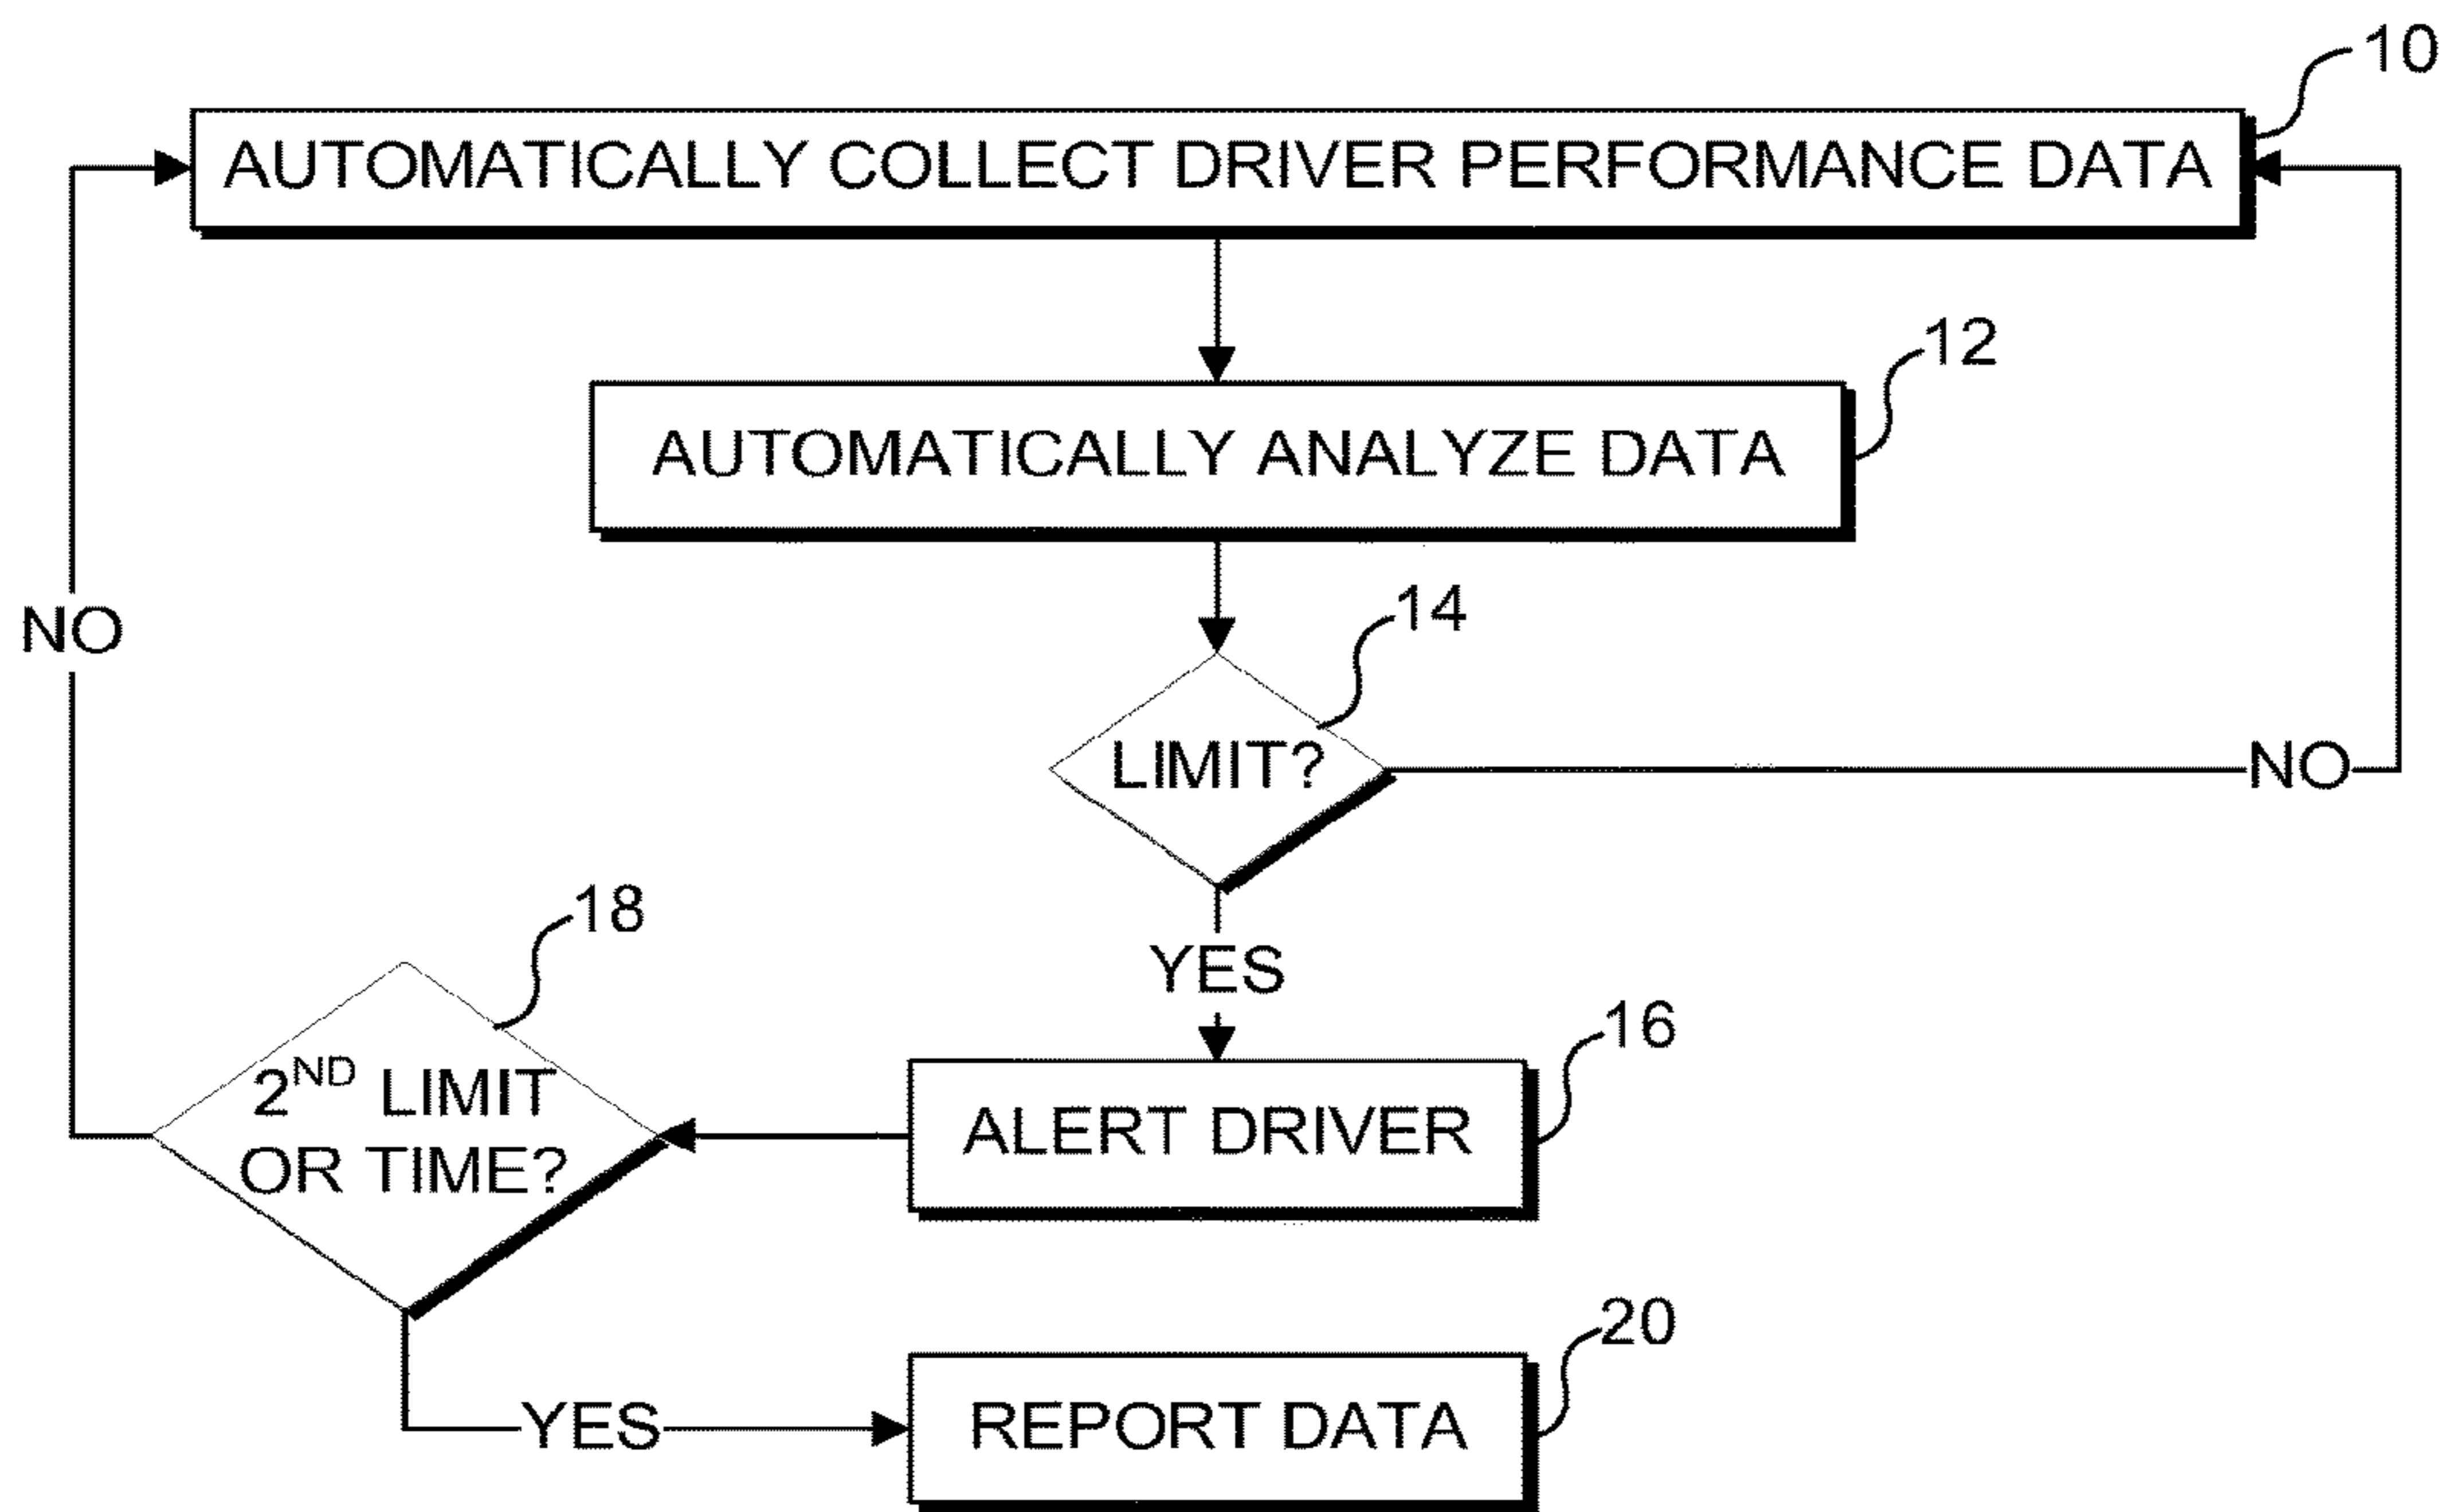 10
AUTOMATICALLY COLLECT DRIVER PERFORMANCE DATA
12
AUTOMATICALLY ANALYZE DATA
14
NO
LIMIT?
NO
18
YES
16
2ND LIMIT
OR TIME?
ALERT DRIVER
20
YES
REPORT DATA